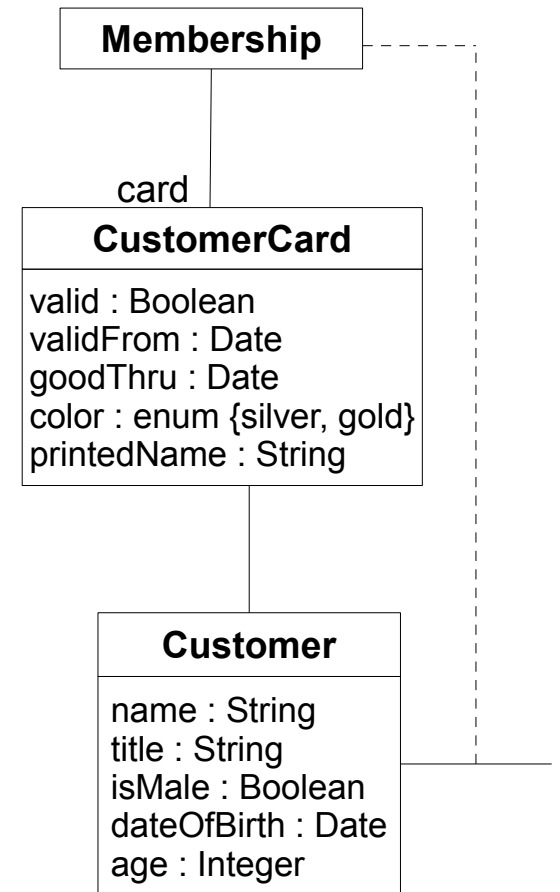 Membership
card
CustomerCard
valid : Boolean
validFrom : Date
goodThru : Date
color : enum {silver, gold}
printedName : String
Customer
name : String
title : String
isMale : Boolean
dateOfBirth : Date
age : Integer